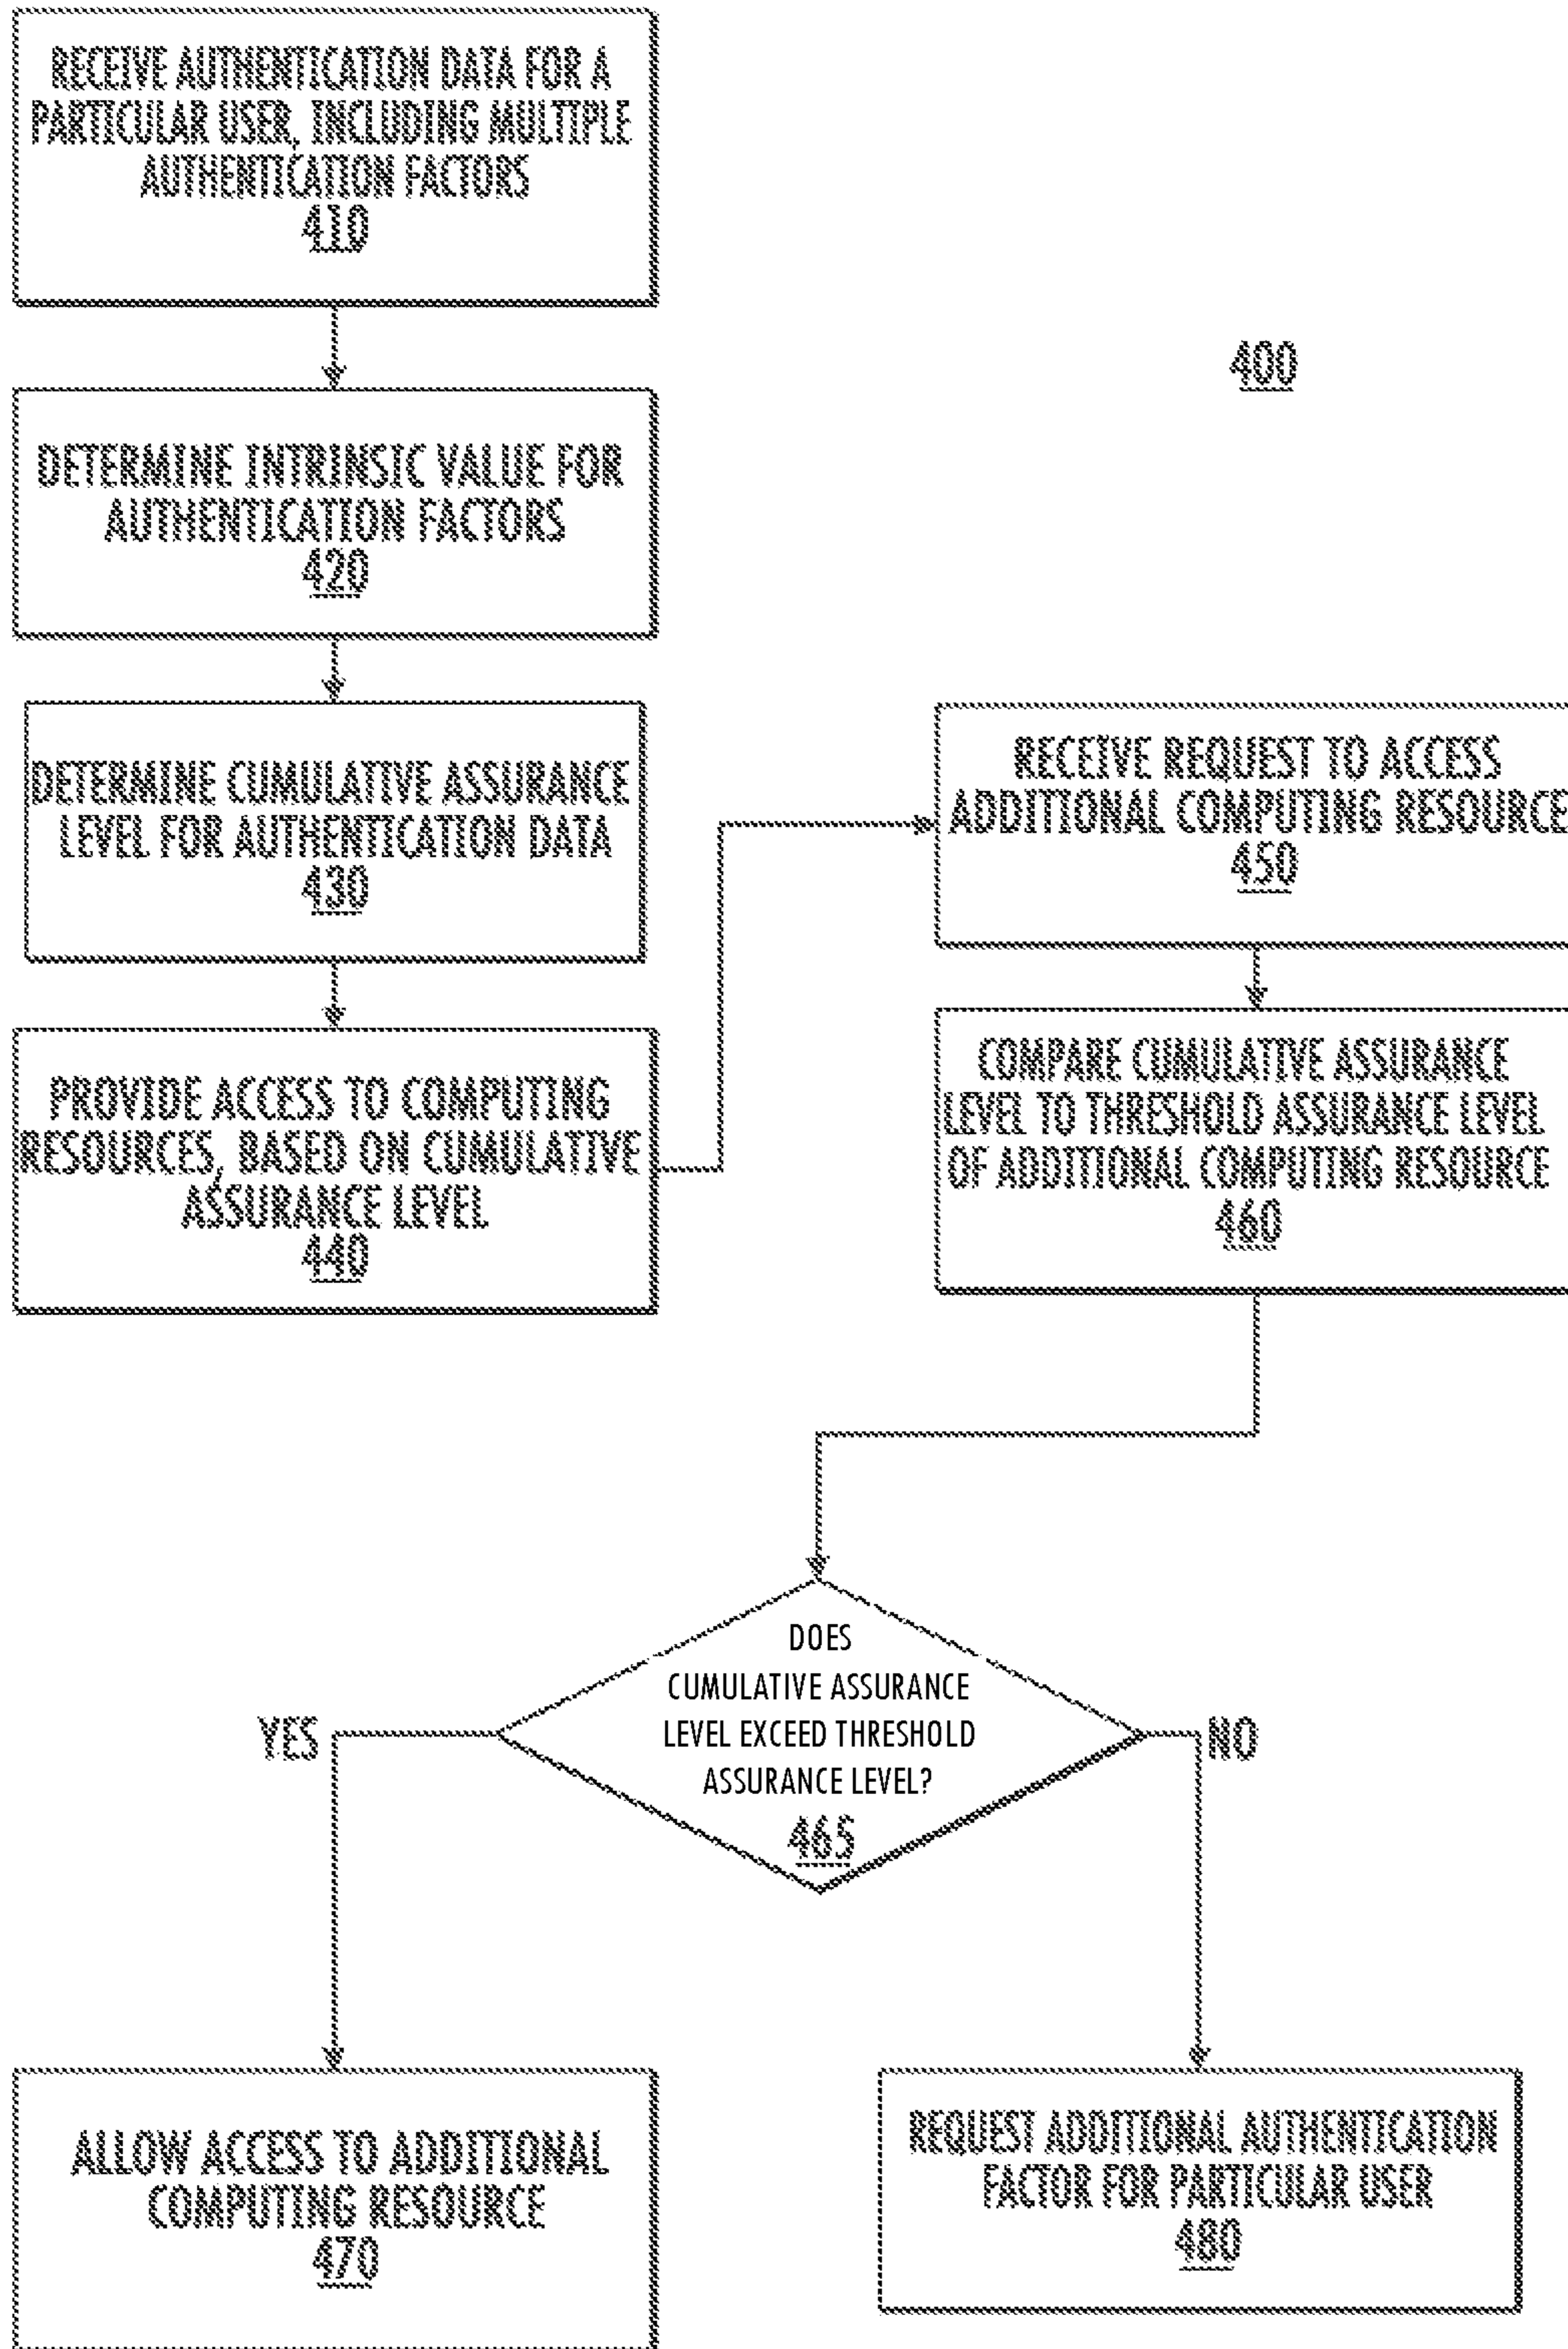 RECEIVE AUTHENTICATION DATA FOR A
PARTICULAR USER, INCLUDING MULTIPLE
AUTHENTICATION FACTORS
410
400
DETERMINE INTRINSIC VALUE FOR
AUTHENTICATION FACTORS
420
DETERMINE CUMULATIVE ASSURANCE
LEVEL FOR AUTHENTICATION DATA
430
PROVIDE ACCESS TO COMPUTING
RESOURCES, BASED ON CUMULATIVE
ASSURANCE LEVEL
440
RECEIVE REQUEST TO ACCESS
ADDITIONAL COMPUTING RESOURCE
450
COMPARE CUMULATIVE ASSURANCE
LEVEL TO THRESHOLD ASSURANCE LEVEL
OF ADDITIONAL COMPUTING RESOURCE
460
DOES
CUMULATIVE ASSURANCE
LEVEL EXCEED THRESHOLD
ASSURANCE LEVEL?
465
YES
NO
ALLOW ACCESS TO ADDITIONAL
COMPUTING RESOURCE
470
REQUEST ADDITIONAL AUTHENTICATION
FACTOR FOR PARTICULAR USER
480